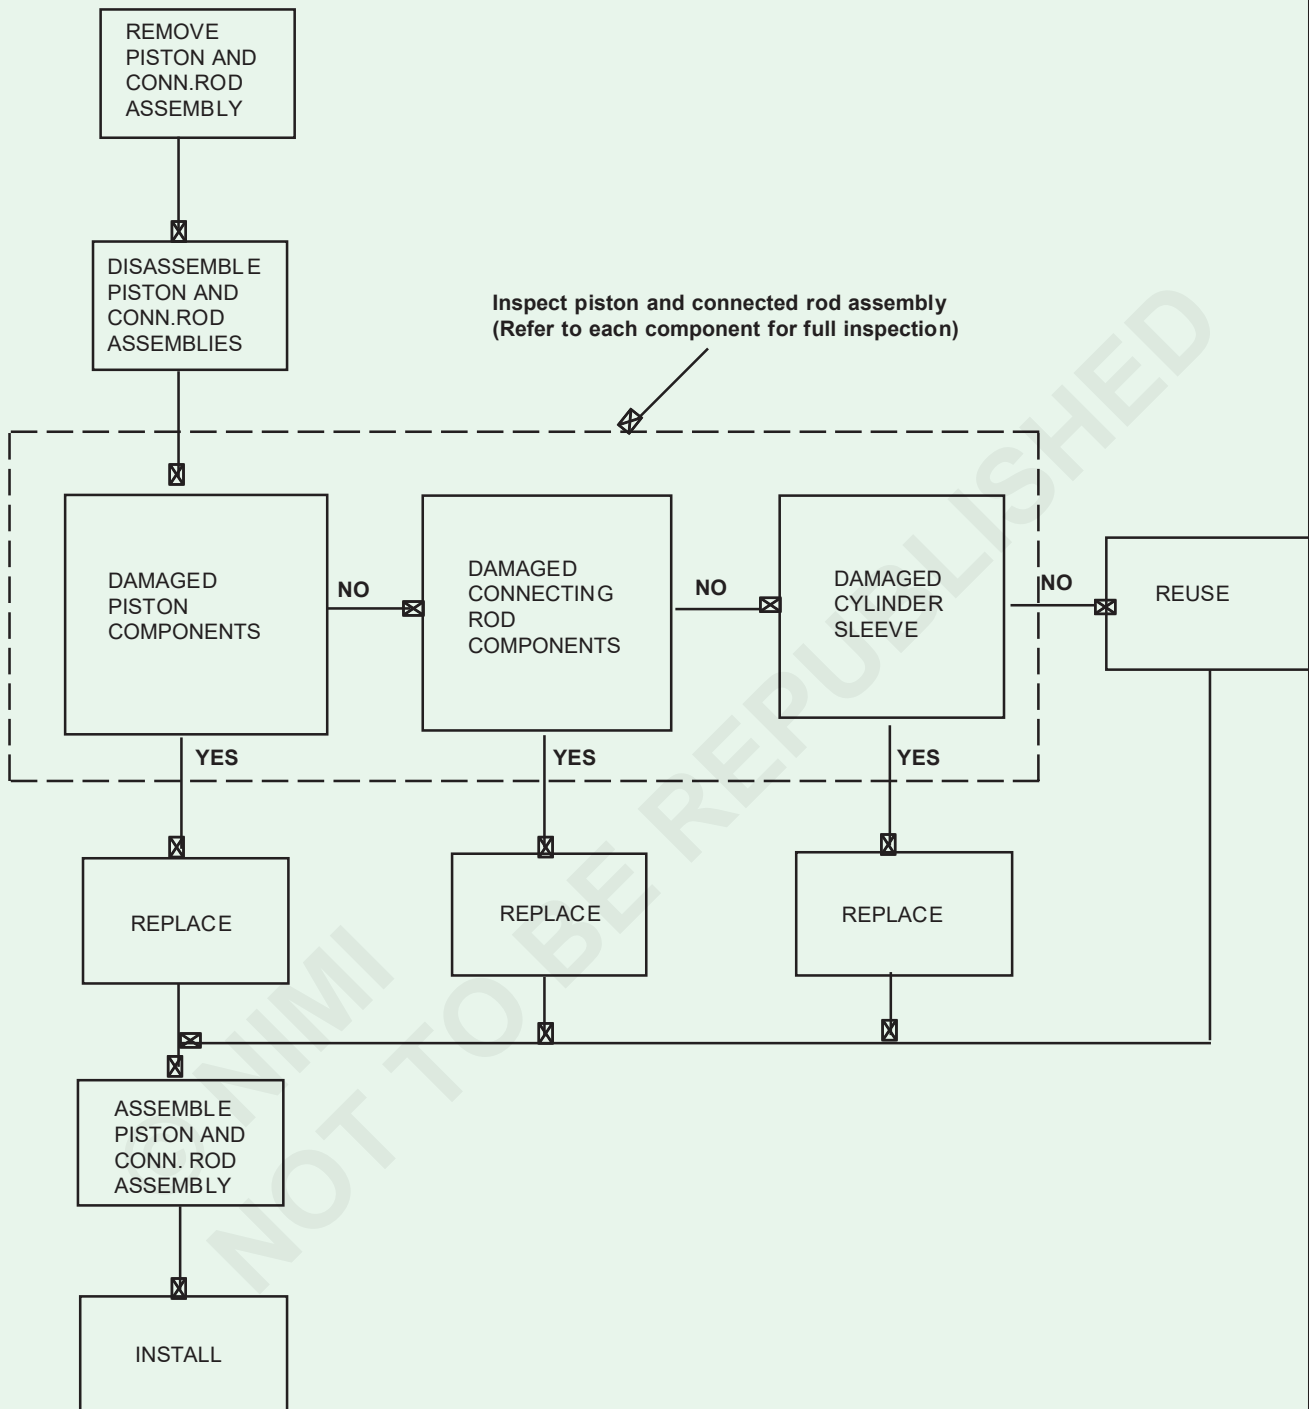 REMOVE
PISTON AND
CONN.ROD
ASSEMBLY
DISASSEMBLE
PISTON AND
CONN.ROD
ASSEMBLIES
Inspect piston and connected rod assembly
(Refer to each component for full inspection)
DAMAGED
PISTON
COMPONENTS
NO
DAMAGED
CONNECTING
ROD
COMPONENTS
NO
DAMAGED
CYLINDER
SLEEVE
NO
REUSE
YES
YES
YES
REPLACE
REPLACE
REPLACE
ASSEMBLE
PISTON AND
CONN. ROD
ASSEMBLY
INSTALL
© NIMI
NOT TO BE REPUBLISHED